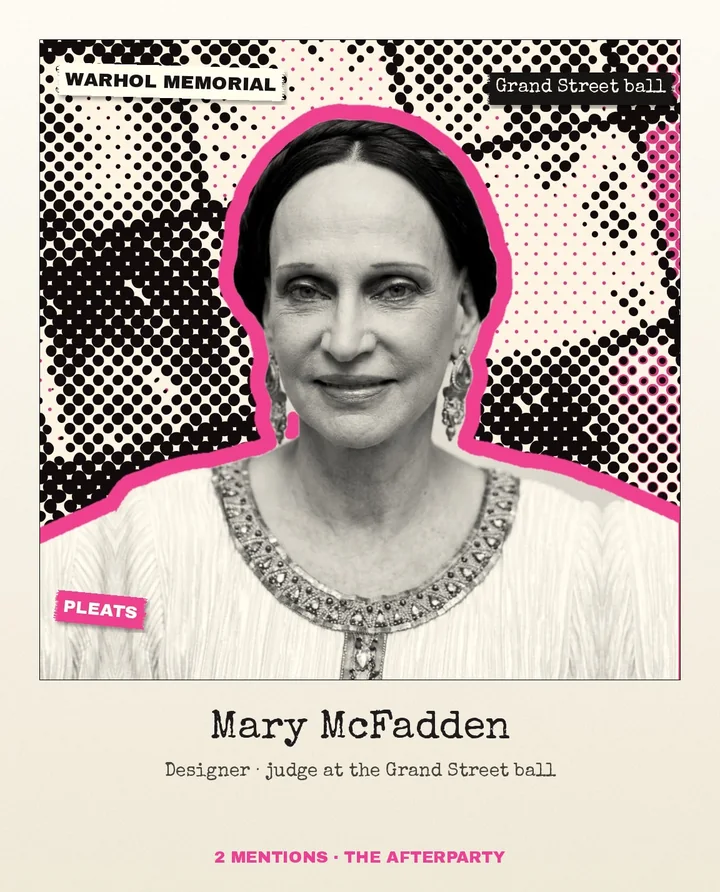 WARHOL MEMORIAL
Grand Street ball
PLEATS
Mary McFadden
Designer · judge at the Grand Street ball
2 MENTIONS · THE AFTERPARTY